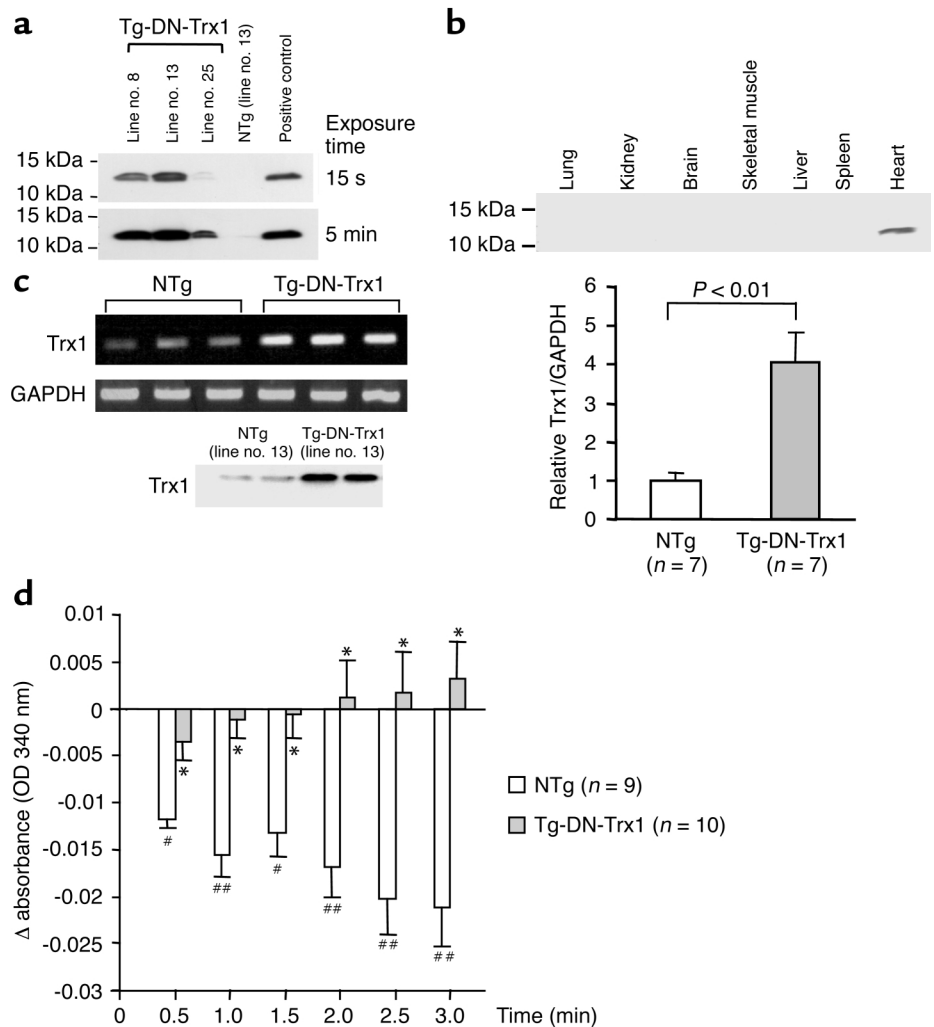 a
Tg-DN-Trx1
Line no. 8
Line no. 13
Line no. 25
NTg (line no. 13)
Positive control
Exposure
time
15 kDa
10 kDa
15 s
15 kDa
10 kDa
5 min
b
Lung
Kidney
Brain
Skeletal muscle
Liver
Spleen
Heart
15 kDa
10 kDa
c
NTg
Tg-DN-Trx1
Trx1
GAPDH
NTg
(line no. 13)
Tg-DN-Trx1
(line no. 13)
Trx1
Relative Trx1/GAPDH
6
5
4
3
2
1
0
P < 0.01
NTg
(n = 7)
Tg-DN-Trx1
(n = 7)
d
Δ absorbance (OD 340 nm)
0.01
0.005
0
-0.005
-0.01
-0.015
-0.02
-0.025
-0.03
* * * * * *
# ## # ## ## ##
NTg (n = 9)
Tg-DN-Trx1 (n = 10)
0 0.5 1.0 1.5 2.0 2.5 3.0 Time (min)